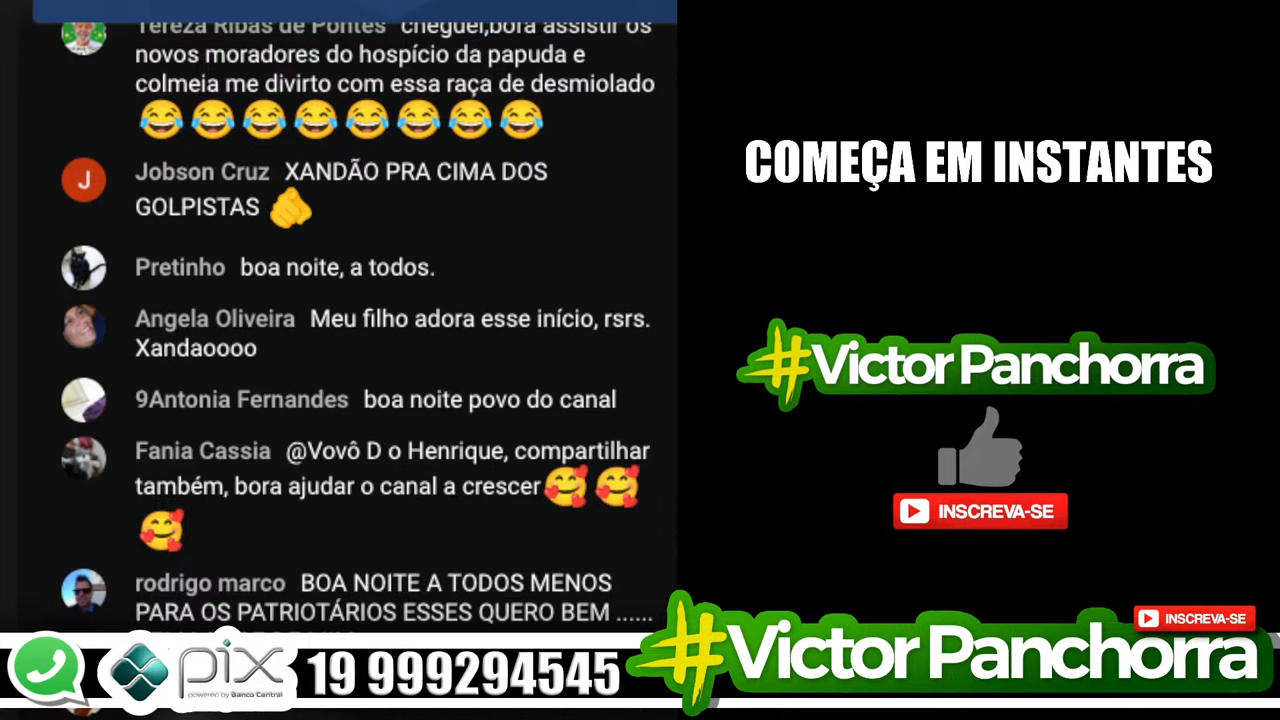 Tereza Ribas de Pontes cheguei,bora assistir os
novos moradores do hospício da papuda e
colmeia me divirto com essa raça de desmiolado
😂😂😂😂😂😂😂😂
J
Jobson Cruz XANDÃO PRA CIMA DOS
GOLPISTAS 🫵
Pretinho boa noite, a todos.
Angela Oliveira Meu filho adora esse início, rsrs.
Xandaoooo
9Antonia Fernandes boa noite povo do canal
Fania Cassia @Vovô D o Henrique, compartilhar
também, bora ajudar o canal a crescer🥰🥰
🥰
rodrigo marco BOA NOITE A TODOS MENOS
PARA OS PATRIOTÁRIOS ESSES QUERO BEM ......
COMEÇA EM INSTANTES
#Victor Panchorra
INSCREVA-SE
pix
powered by Banco Central
19 999294545
#Victor Panchorra
INSCREVA-SE